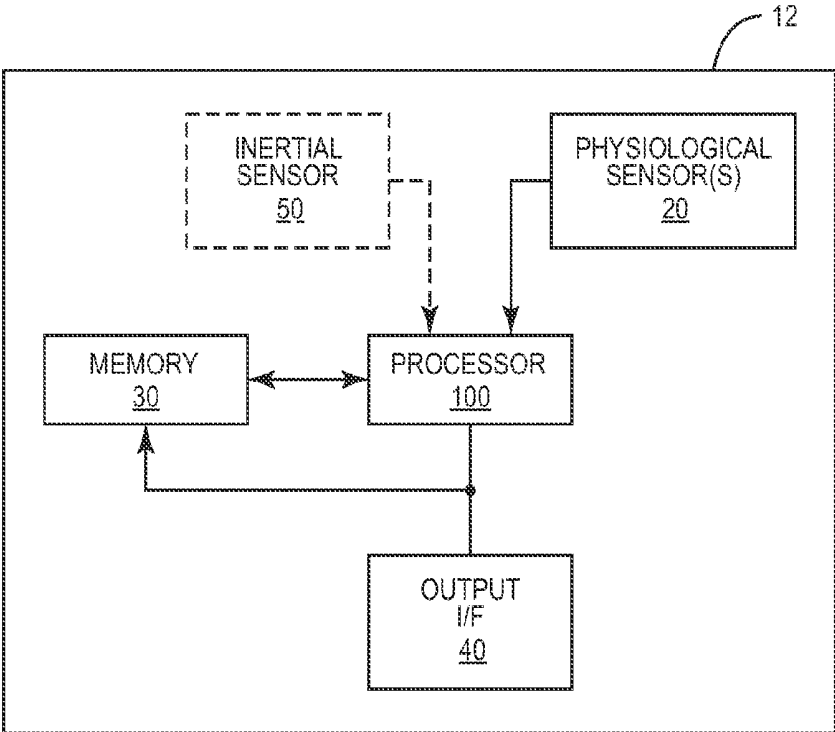 12
INERTIAL
SENSOR
50
PHYSIOLOGICAL
SENSOR(S)
20
MEMORY
30
PROCESSOR
100
OUTPUT
I/F
40